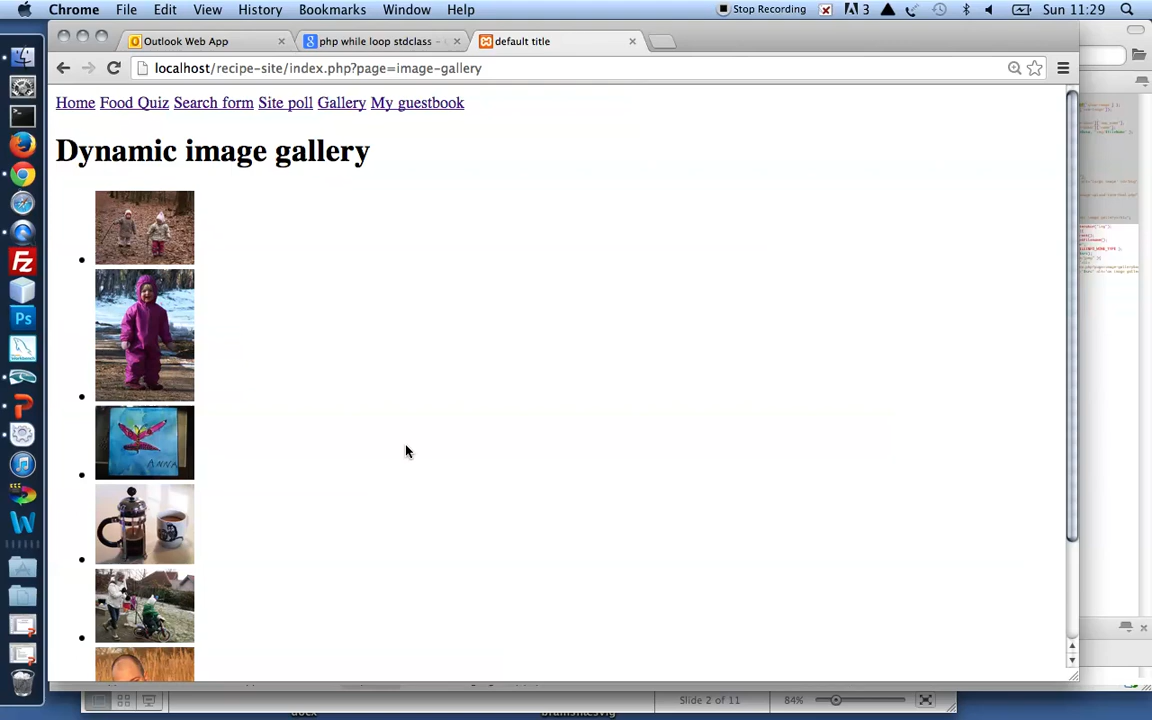 Chrome File Edit View History Bookmarks Window Help Stop Recording 3 Sun 11:29
Outlook Web App php while loop stdclass – default title
localhost/recipe-site/index.php?page=image-gallery
Home Food Quiz Search form Site poll Gallery My guestbook
Dynamic image gallery
ANNA
Slide 2 of 11 84%